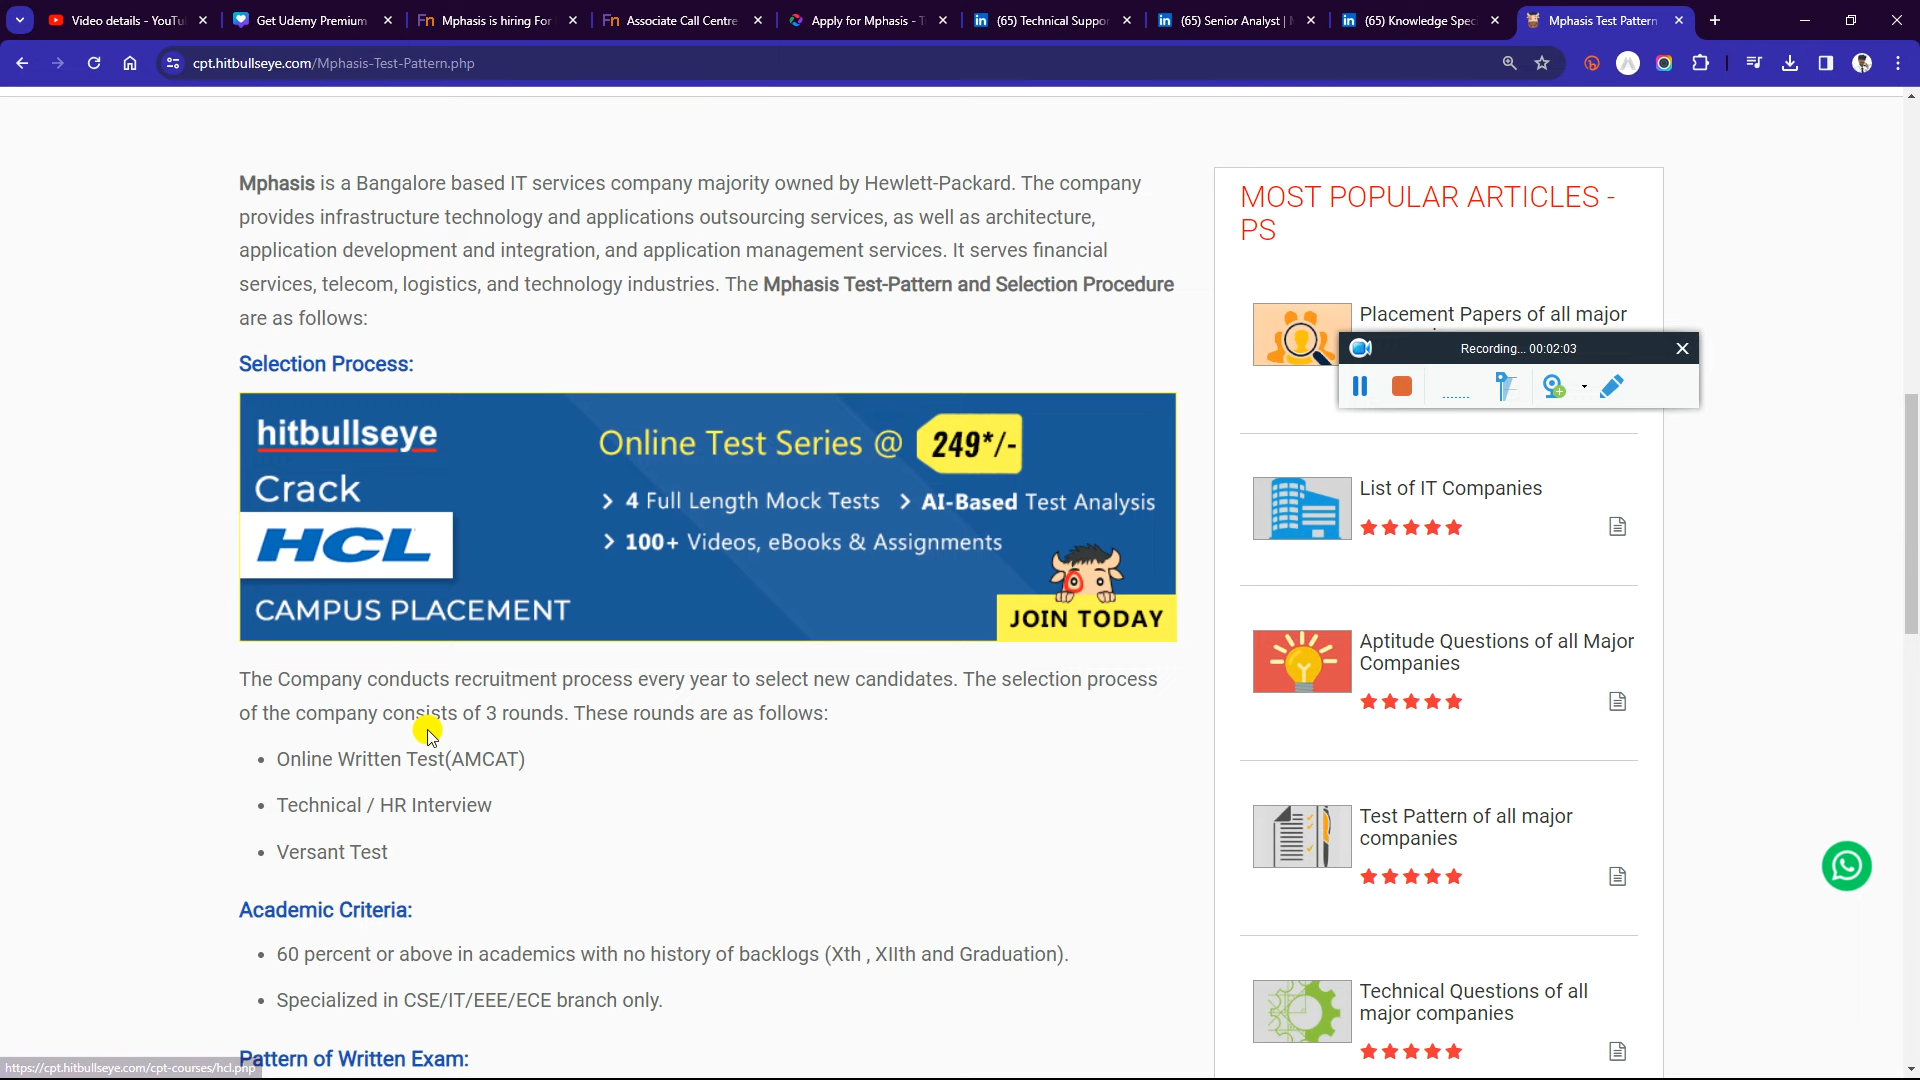 Video details - YouTu
Get Udemy Premium
Mphasis is hiring For
Associate Call Centre
Apply for Mphasis - T
(65) Technical Suppor
(65) Senior Analyst |
(65) Knowledge Speci
Mphasis Test Pattern
cpt.hitbullseye.com/Mphasis-Test-Pattern.php
Mphasis is a Bangalore based IT services company majority owned by Hewlett-Packard. The company
provides infrastructure technology and applications outsourcing services, as well as architecture,
application development and integration, and application management services. It serves financial
services, telecom, logistics, and technology industries. The Mphasis Test-Pattern and Selection Procedure
are as follows:
Selection Process:
hitbullseye
Crack
HCL
CAMPUS PLACEMENT
Online Test Series @ 249*/-
4 Full Length Mock Tests > AI-Based Test Analysis
100+ Videos, eBooks & Assignments
JOIN TODAY
The Company conducts recruitment process every year to select new candidates. The selection process
of the company consists of 3 rounds. These rounds are as follows:
• Online Written Test(AMCAT)
• Technical / HR Interview
• Versant Test
Academic Criteria:
• 60 percent or above in academics with no history of backlogs (Xth , XIIth and Graduation).
• Specialized in CSE/IT/EEE/ECE branch only.
Pattern of Written Exam:
https://cpt.hitbullseye.com/cpt-courses/hcl.php
MOST POPULAR ARTICLES -
PS
Placement Papers of all major
Recording... 00:02:03
List of IT Companies
Aptitude Questions of all Major
Companies
Test Pattern of all major
companies
Technical Questions of all
major companies